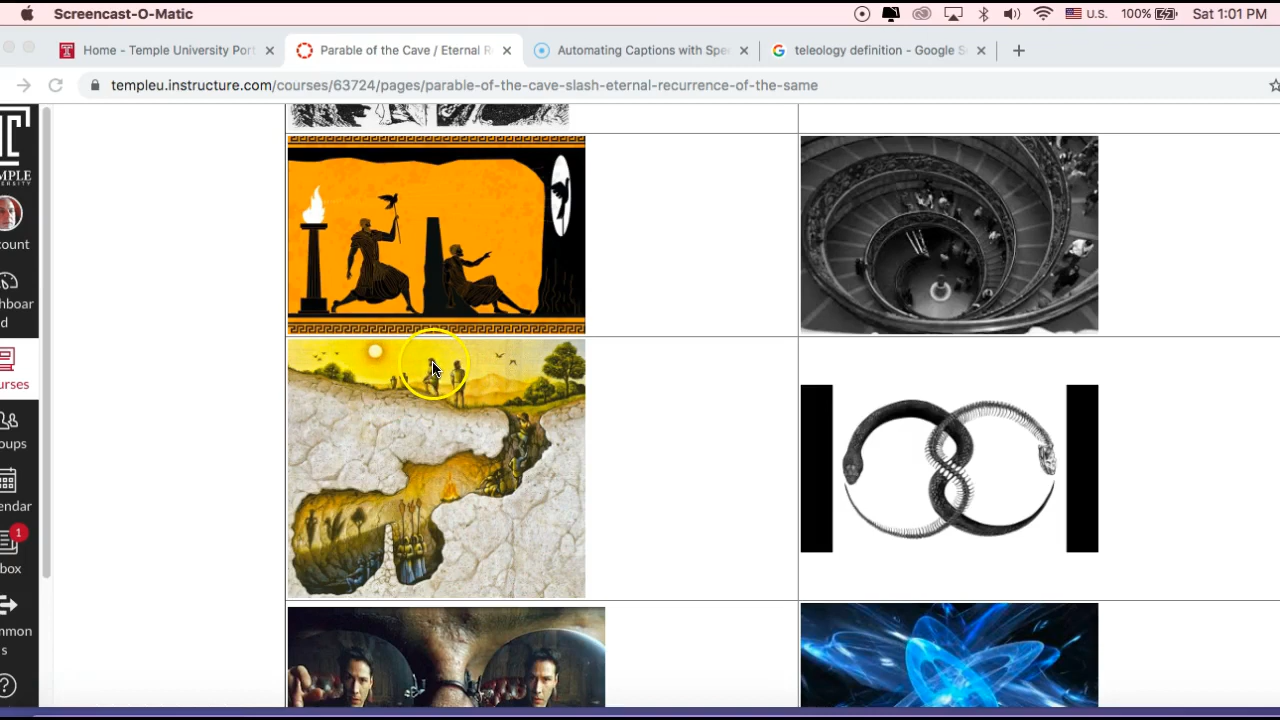 Screencast-O-Matic
U.S.
100%
Sat 1:01 PM
Home - Temple University Port
Parable of the Cave / Eternal R
Automating Captions with Spe
teleology definition - Google S
templeu.instructure.com/courses/63724/pages/parable-of-the-cave-slash-eternal-recurrence-of-the-same
MPLE
VERSITY
count
hboar
d
urses
oups
endar
1
box
mmon
s